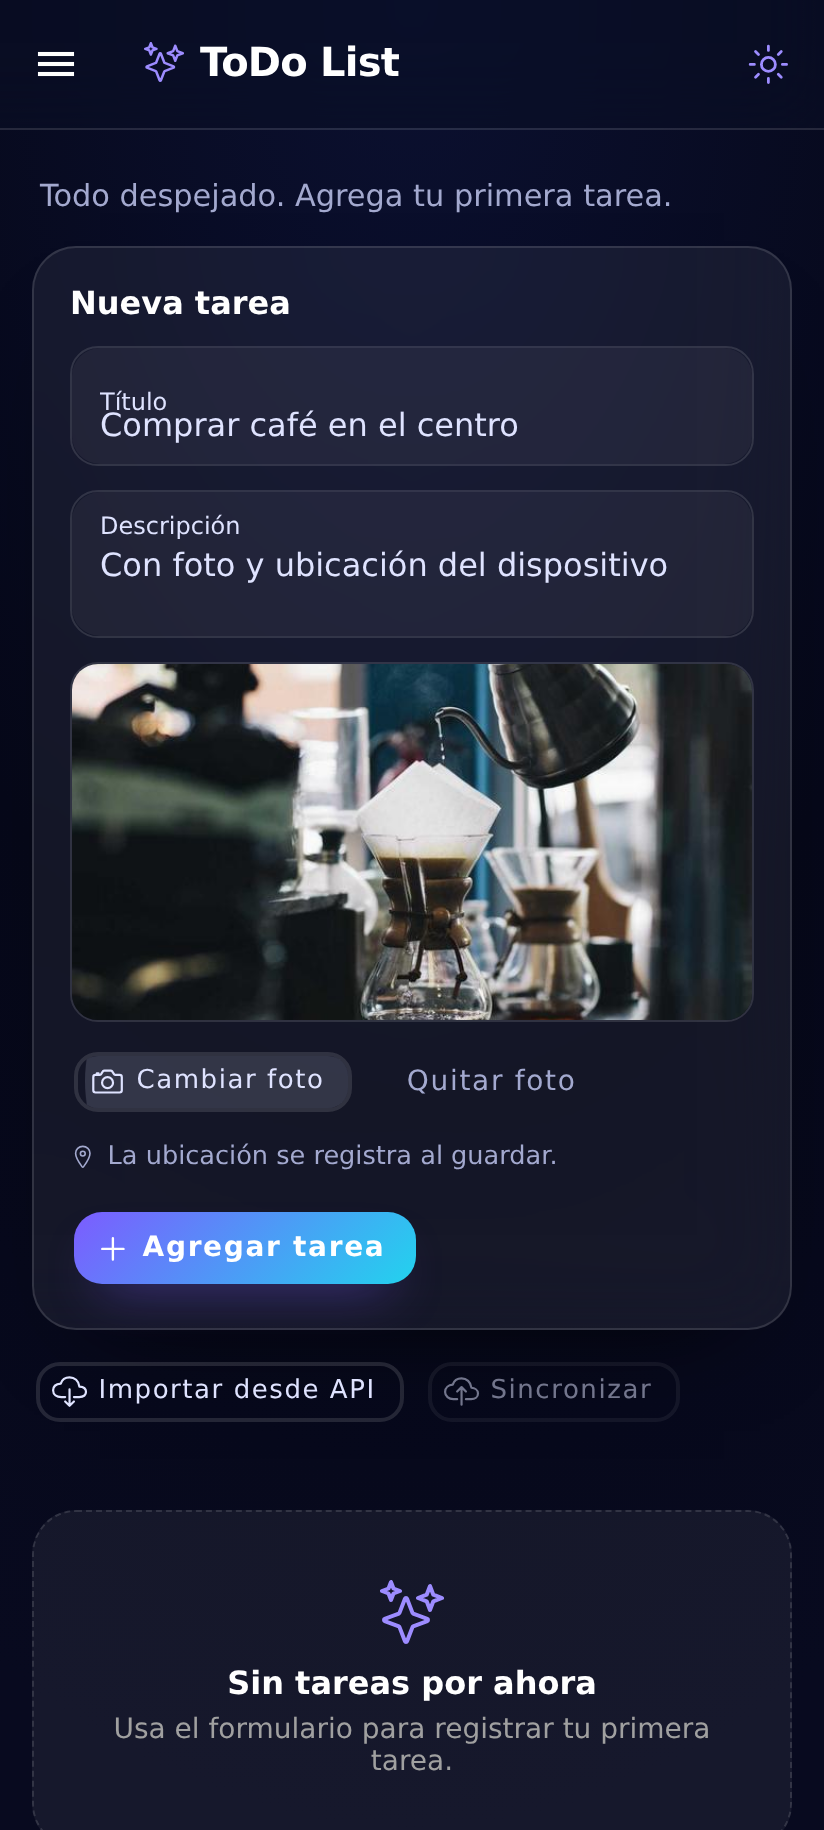 ToDo List
Todo despejado. Agrega tu primera tarea.
Nueva tarea
Título
Comprar café en el centro
Descripción
Con foto y ubicación del dispositivo
Cambiar foto
Quitar foto
La ubicación se registra al guardar.
Agregar tarea
Importar desde API
Sincronizar
Sin tareas por ahora
Usa el formulario para registrar tu primera
tarea.